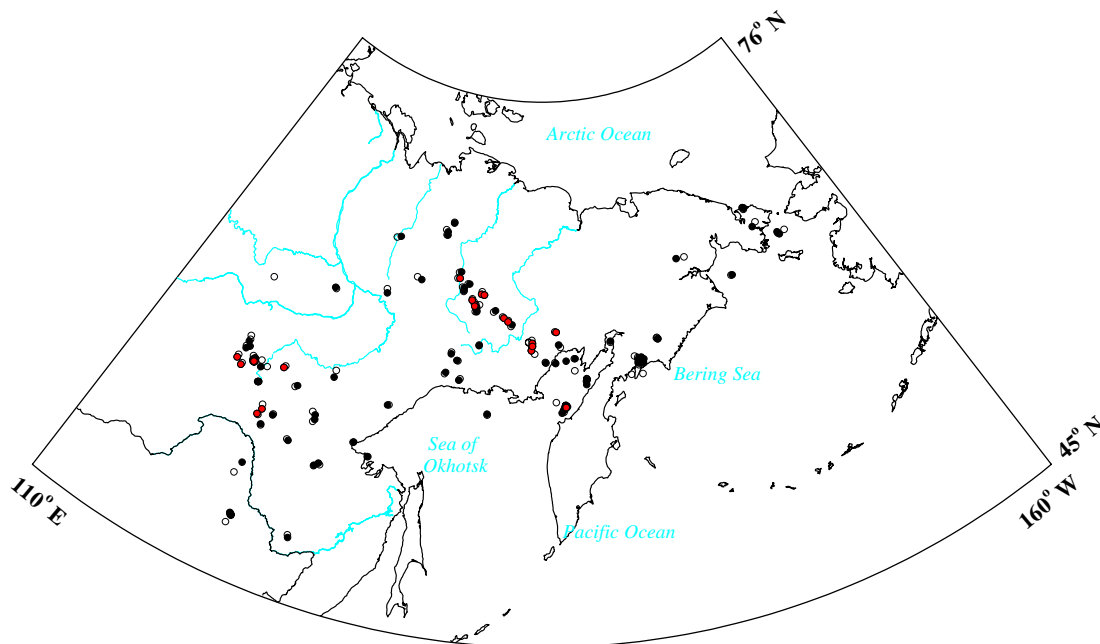 76° N
Arctic Ocean
Bering Sea
Sea of
Okhotsk
45° N
110° E
160° W
Pacific Ocean